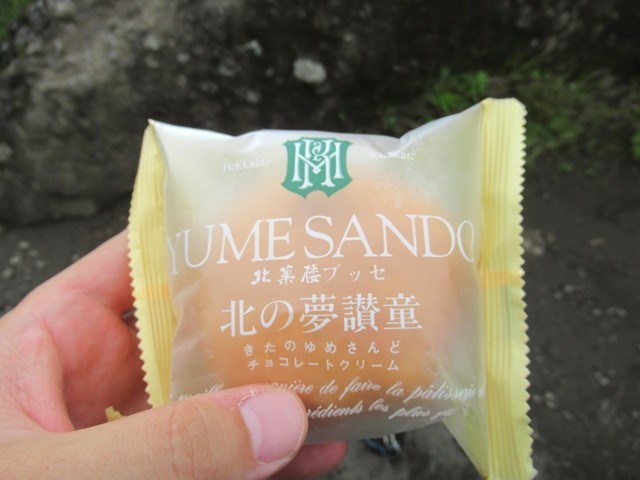 Hokkaido
YUME SANDO
北菓楼ブッセ
北の夢讃童
きたのゆめさんど
チョコレートクリーム
de faire la pâtisserie
les plus